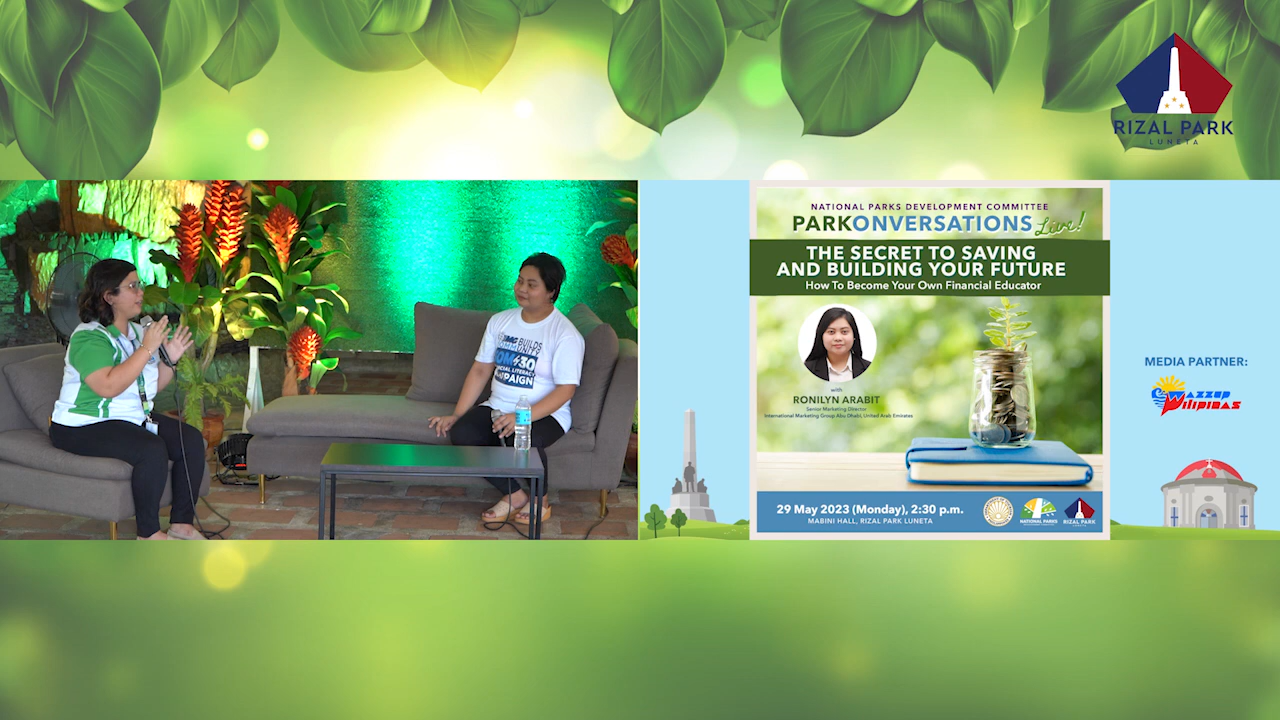 RIZAL PARK
LUNETA
NATIONAL PARKS DEVELOPMENT COMMITTEE
PARKONVERSATIONS Live!
THE SECRET TO SAVING
AND BUILDING YOUR FUTURE
How To Become Your Own Financial Educator
with
RONILYN ARABIT
Senior Marketing Director
International Marketing Group Abu Dhabi, United Arab Emirates
29 May 2023 (Monday), 2:30 p.m.
MABINI HALL, RIZAL PARK LUNETA
NATIONAL PARKS
RIZAL PARK
LUNETA
MEDIA PARTNER:
Wazzup
Pilipinas
IMG BUILDS